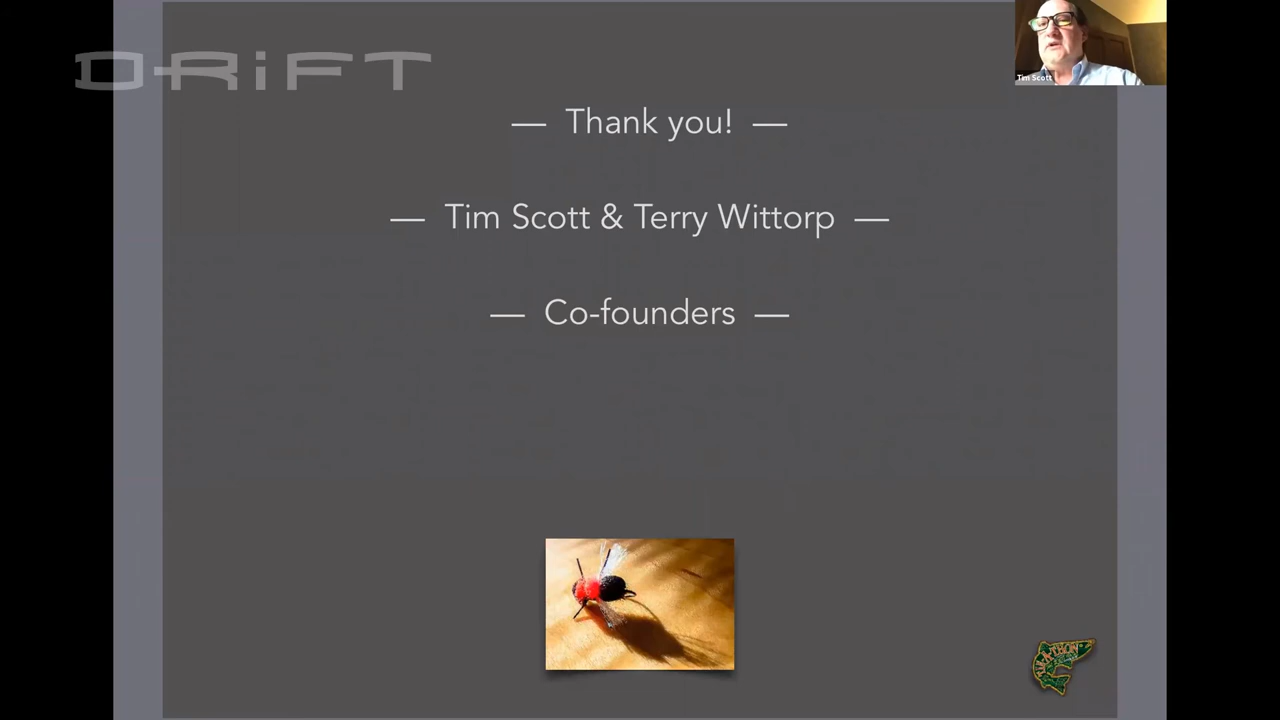 DRiFT
Tim Scott
— Thank you! —
— Tim Scott & Terry Wittorp —
— Co-founders —